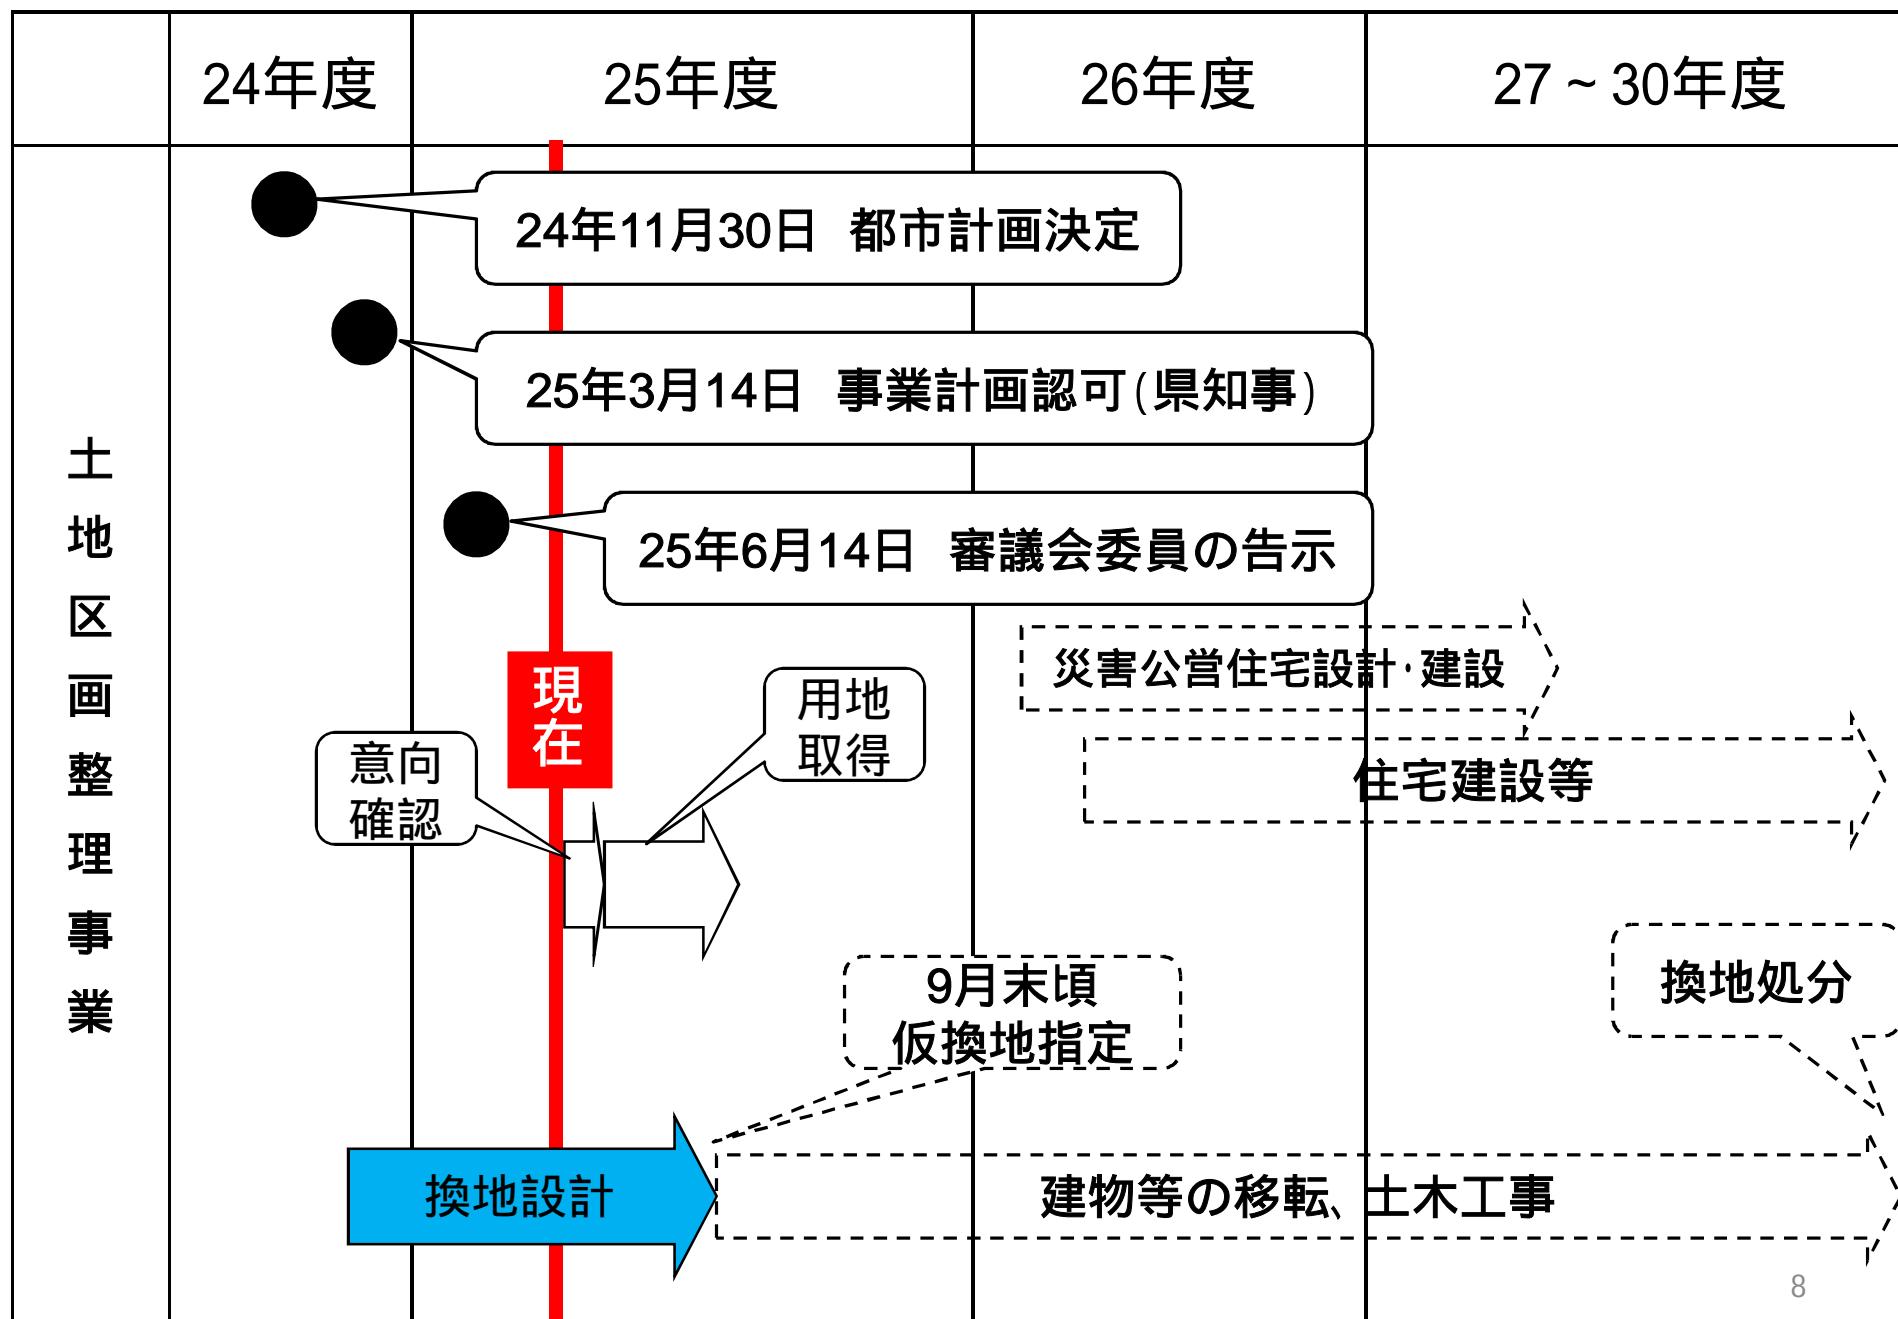 24年度
25年度
26年度
27 ~ 30年度
土地区画整理事業
24年11月30日　都市計画決定
25年3月14日　事業計画認可(県知事)
25年6月14日　審議会委員の告示
現
在
意向
確認
用地
取得
災害公営住宅設計・建設
住宅建設等
9月末頃
仮換地指定
換地処分
換地設計
建物等の移転、土木工事
8